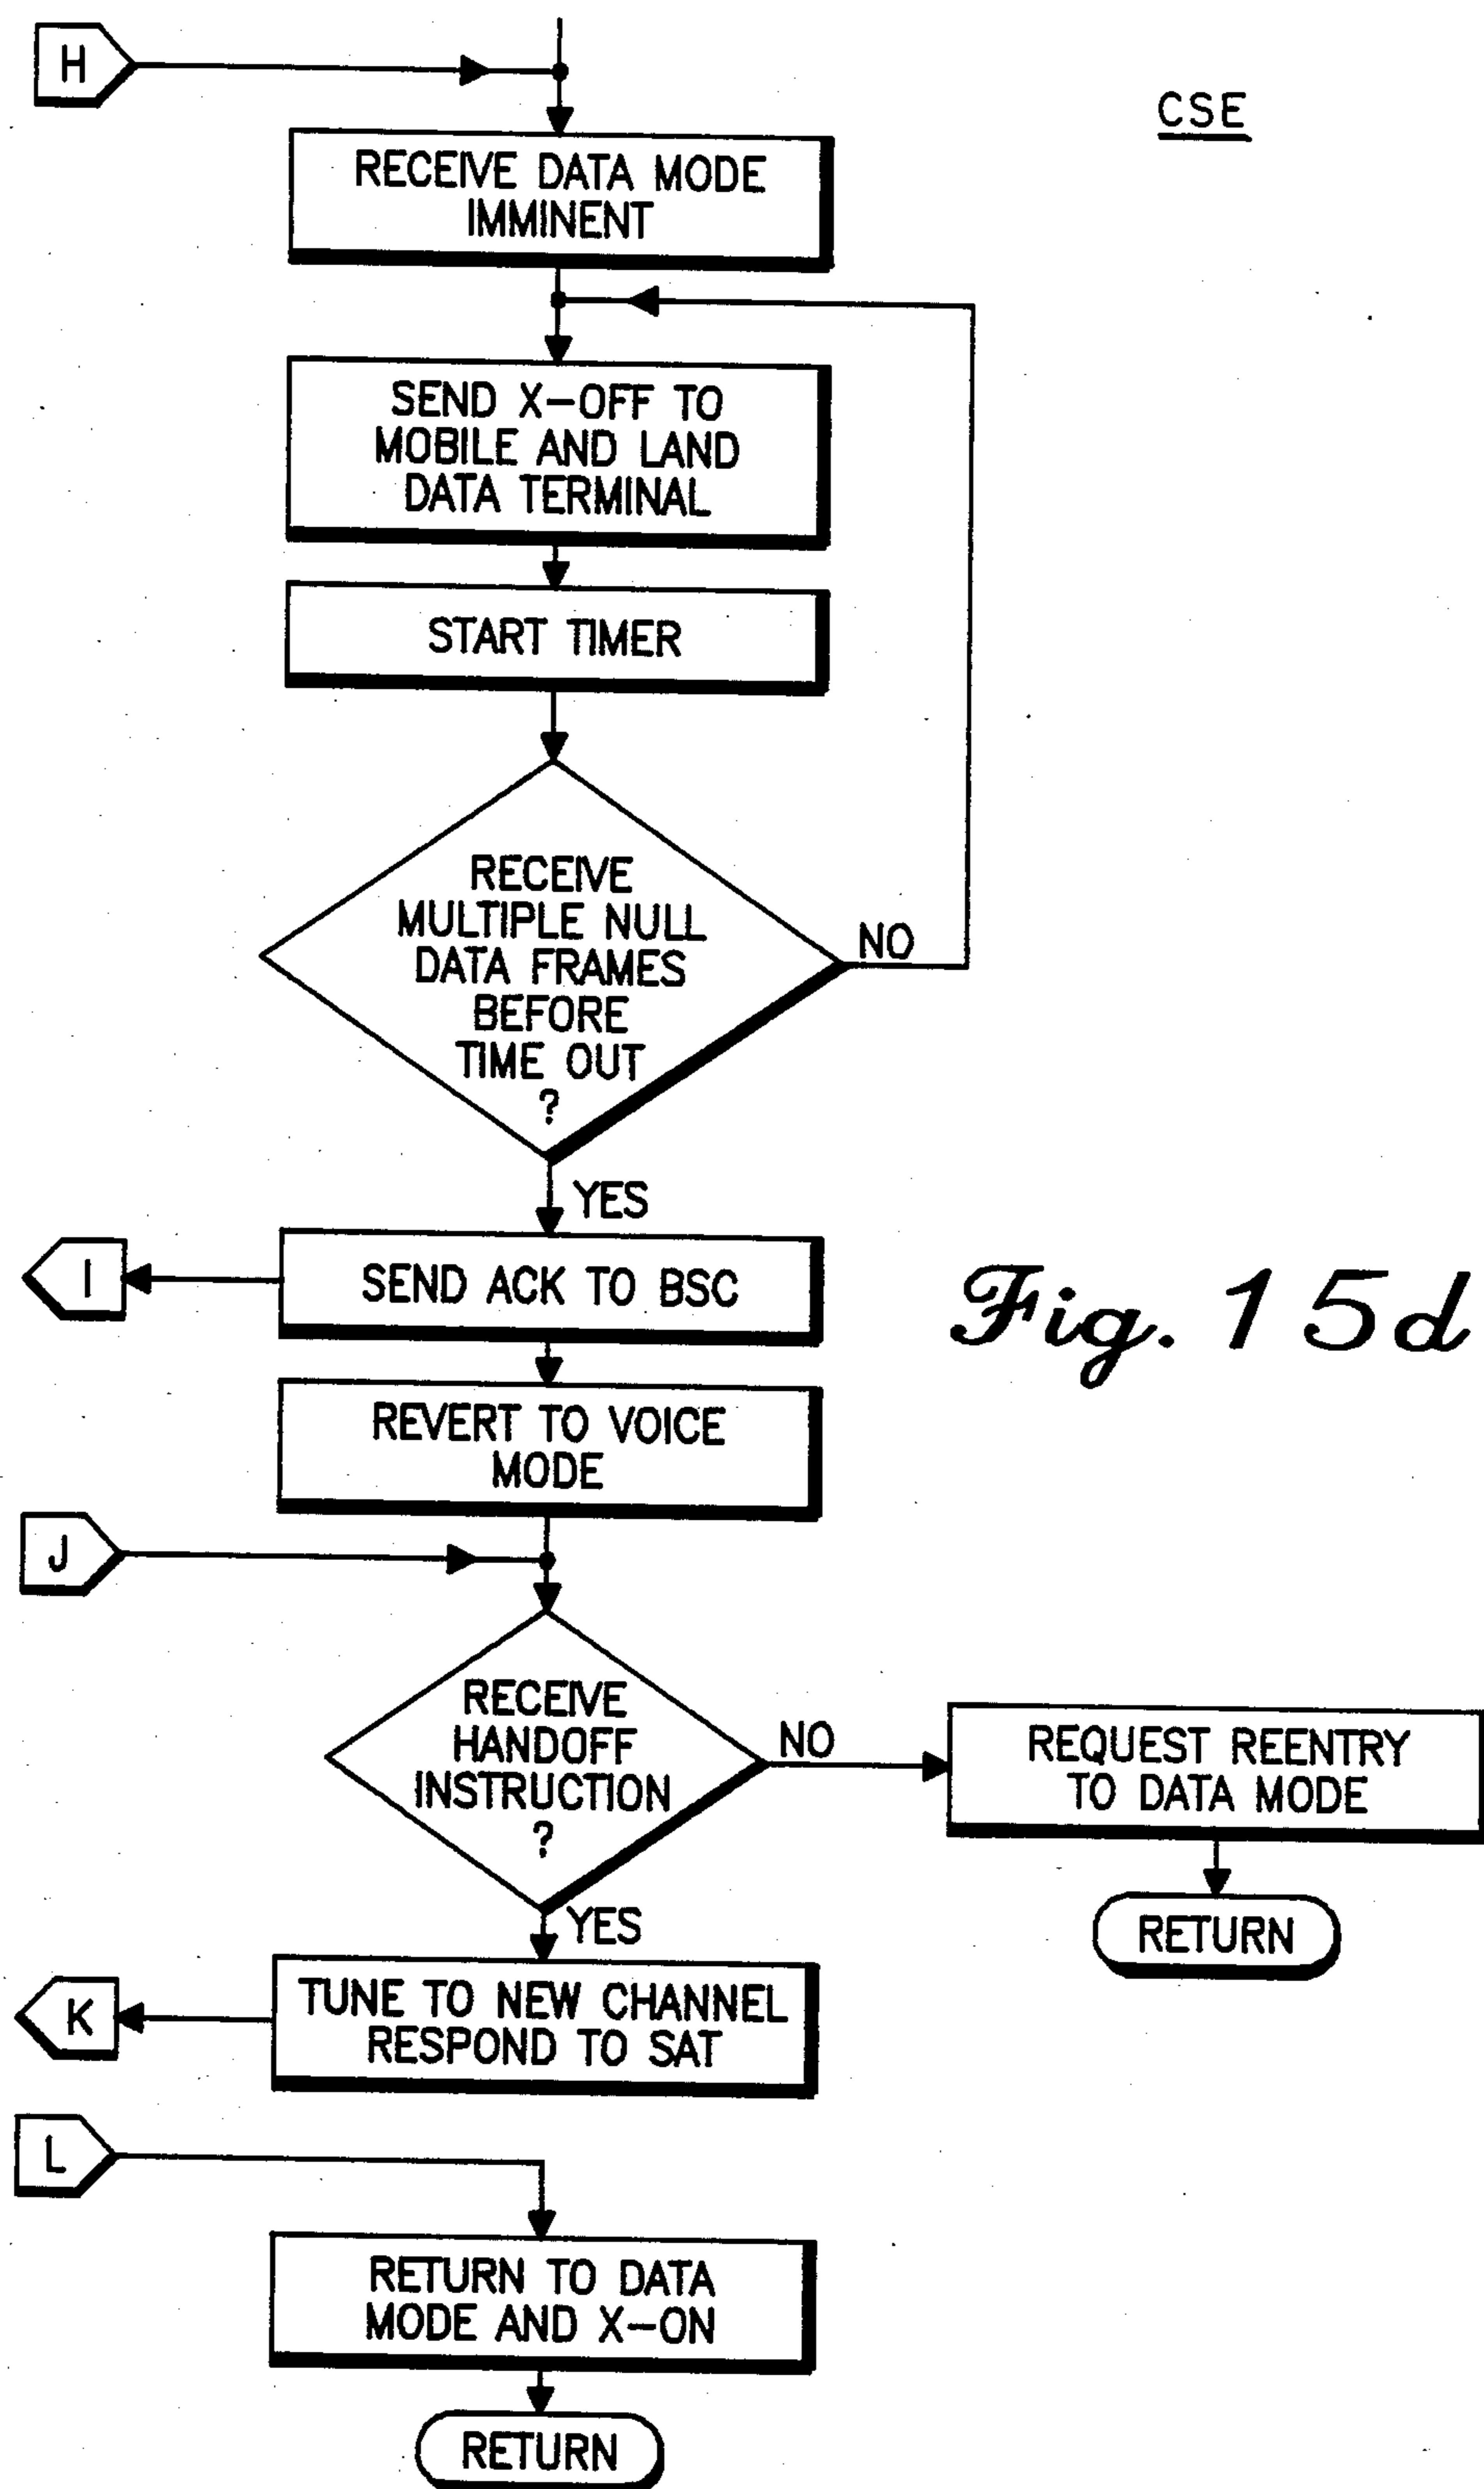 H
CSE
RECEIVE DATA MODE
IMMINENT
SEND X-OFF TO
MOBILE AND LAND
DATA TERMINAL
START TIMER
RECEIVE
MULTIPLE NULL
DATA FRAMES
BEFORE
TIME OUT
?
NO
YES
I
SEND ACK TO BSC
Fig. 15d
REVERT TO VOICE
MODE
J
RECEIVE
HANDOFF
INSTRUCTION
?
NO
REQUEST REENTRY
TO DATA MODE
RETURN
YES
K
TUNE TO NEW CHANNEL
RESPOND TO SAT
L
RETURN TO DATA
MODE AND X-ON
RETURN